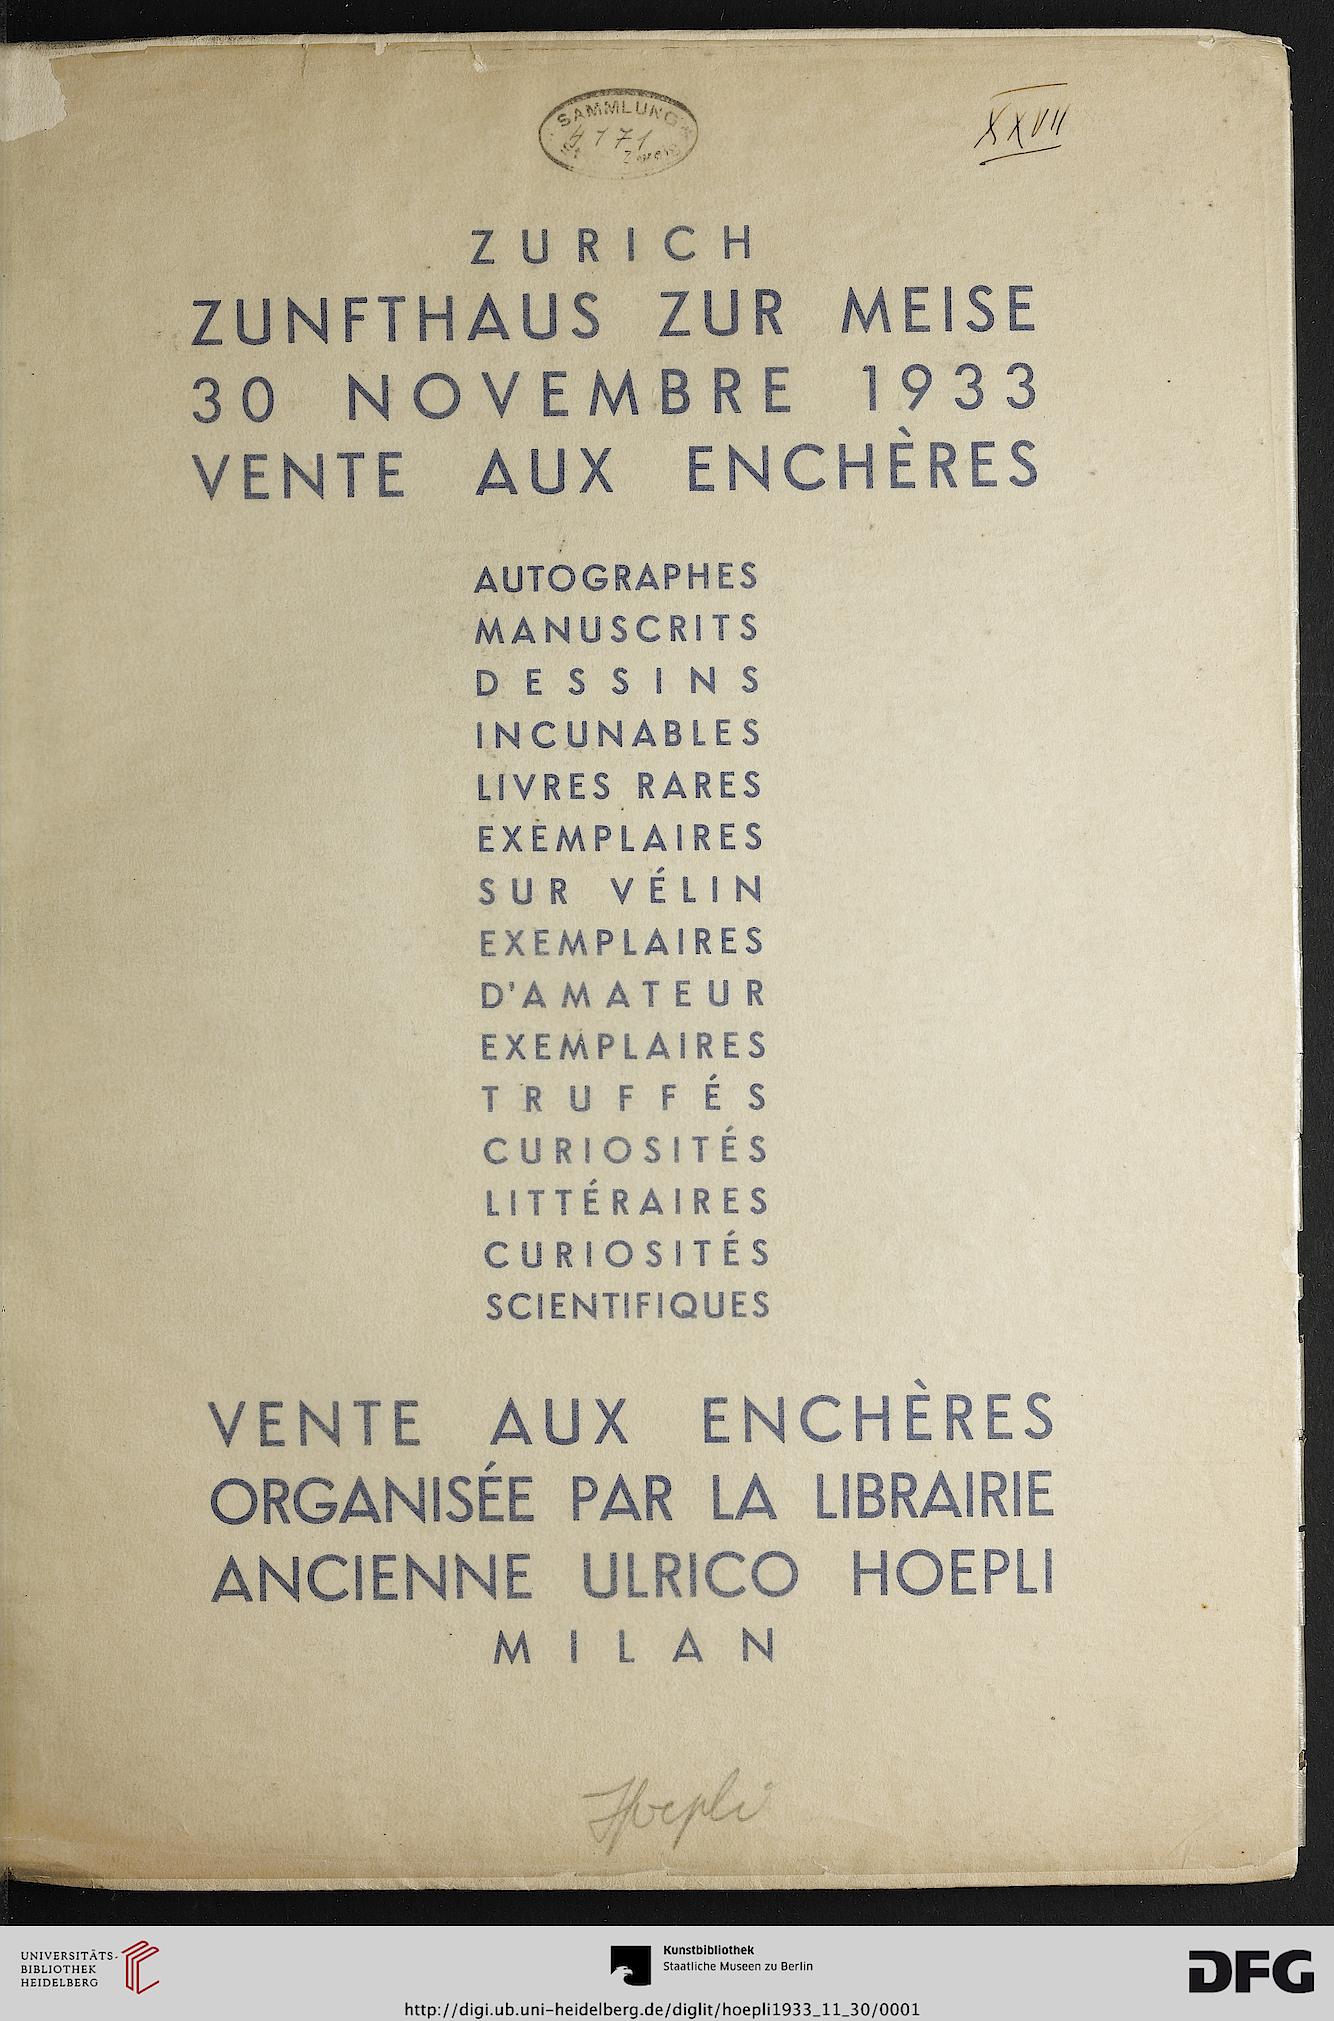 SAMMLUNG
4171
XXVII
ZURICH
ZUNFTHAUS ZUR MEISE
30 NOVEMBRE 1933
VENTE AUX ENCHÈRES
AUTOGRAPHES
MANUSCRITS
DESSINS
INCUNABLES
LIVRES RARES
EXEMPLAIRES
SUR VÉLIN
EXEMPLAIRES
D'AMATEUR
EXEMPLAIRES
TRUFFÉS
CURIOSITÉS
LITTÉRAIRES
CURIOSITÉS
SCIENTIFIQUES
VENTE AUX ENCHÈRES
ORGANISÉE PAR LA LIBRAIRIE
ANCIENNE ULRICO HOEPLI
MILAN
Hoepli
UNIVERSITÄTS-
BIBLIOTHEK
HEIDELBERG
Kunstbibliothek
Staatliche Museen zu Berlin
DFG
http://digi.ub.uni-heidelberg.de/diglit/hoepli1933_11_30/0001